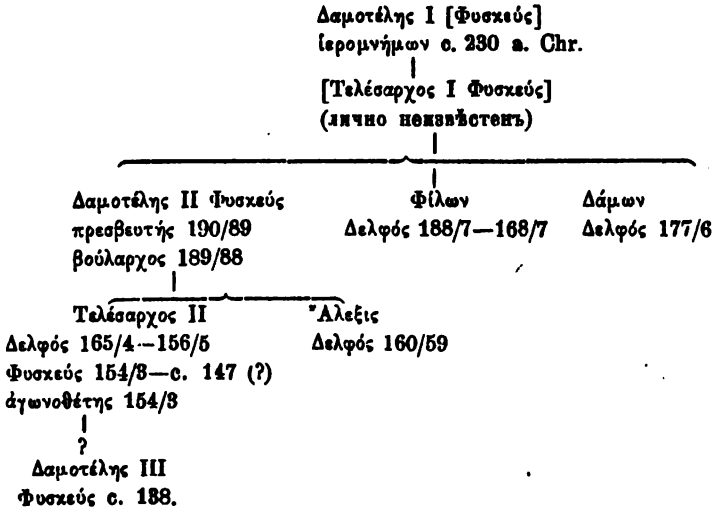 Δαμοτέλης I [Φυσκεύς]
ἱερομνήμων c. 230 a. Chr.
[Τελέσαρχος I Φυσκεύς]
(лично неизвѣстенъ)
Δαμοτέλης II Φυσκεύς Φίλων Δάμων
πρεσβευτής 190/89 Δελφός 188/7—168/7 Δελφός 177/6
βούλαρχος 189/88
Τελέσαρχος II Ἄλεξις
Δελφός 165/4—156/5 Δελφός 160/59
Φυσκεύς 154/3—c. 147 (?)
ἀγωνοθέτης 154/3
?
Δαμοτέλης III
Φυσκεύς c. 138.